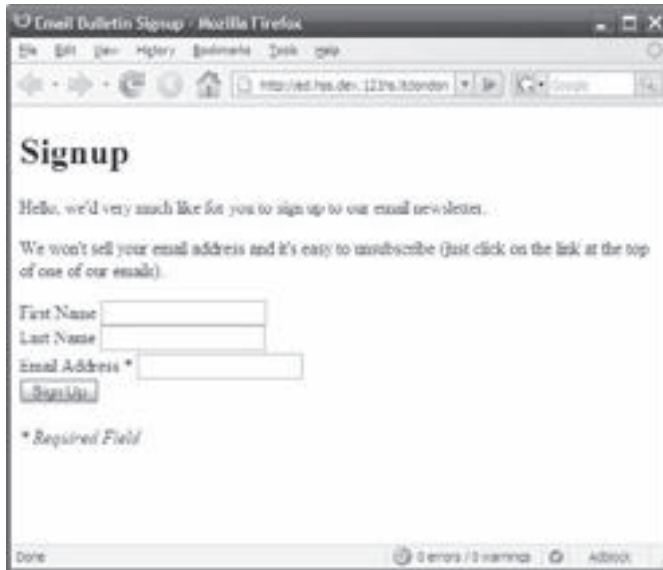 Email Bulletin Signup - Mozilla Firefox
File Edit View History Bookmarks Tools Help
Google
Signup
Hello, we'd very much like for you to sign up to our email newsletter.
We won't sell your email address and it's easy to unsubscribe (just click on the link at the top
of one of our emails).
First Name
Last Name
Email Address *
Sign Up
* Required Field
Done 0 errors / 0 warnings Adblock